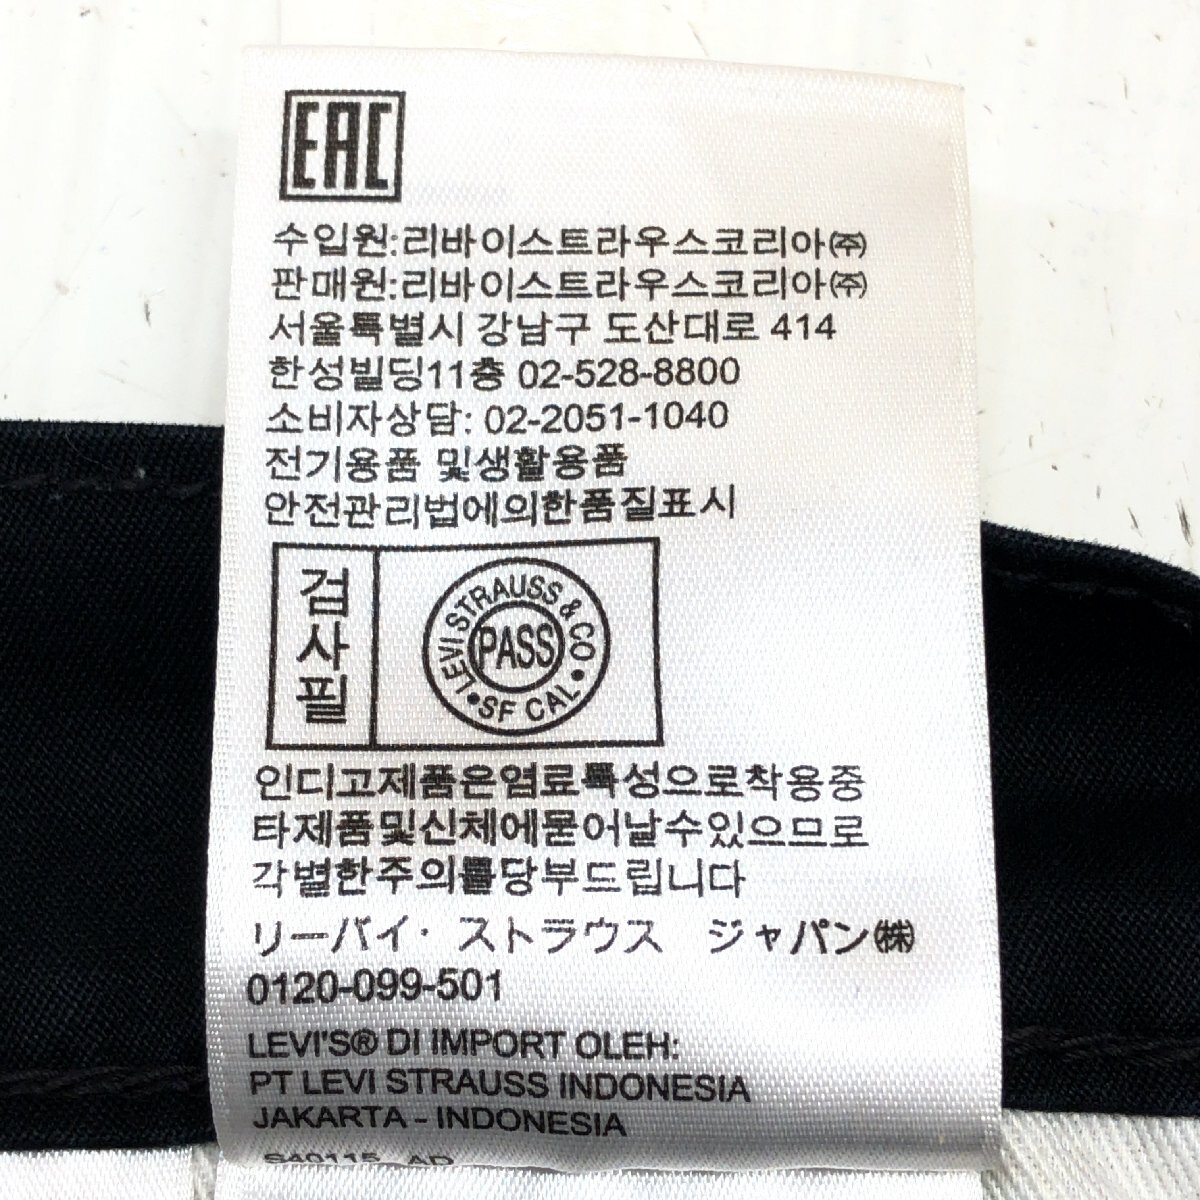 EAC
수입원:리바이스트라우스코리아㈜
판매원:리바이스트라우스코리아㈜
서울특별시 강남구 도산대로 414
한성빌딩11층 02-528-8800
소비자상담: 02-2051-1040
전기용품 및생활용품
안전관리법에의한품질표시
검
사
필
LEVI STRAUSS & CO
PASS
• SF CAL •
인디고제품은염료특성으로착용중
타제품및신체에묻어날수있으므로
각별한주의를당부드립니다
リーバイ・ ストラウス ジャパン㈱
0120-099-501
LEVI'S® DI IMPORT OLEH:
PT LEVI STRAUSS INDONESIA
JAKARTA - INDONESIA
S40115 AD